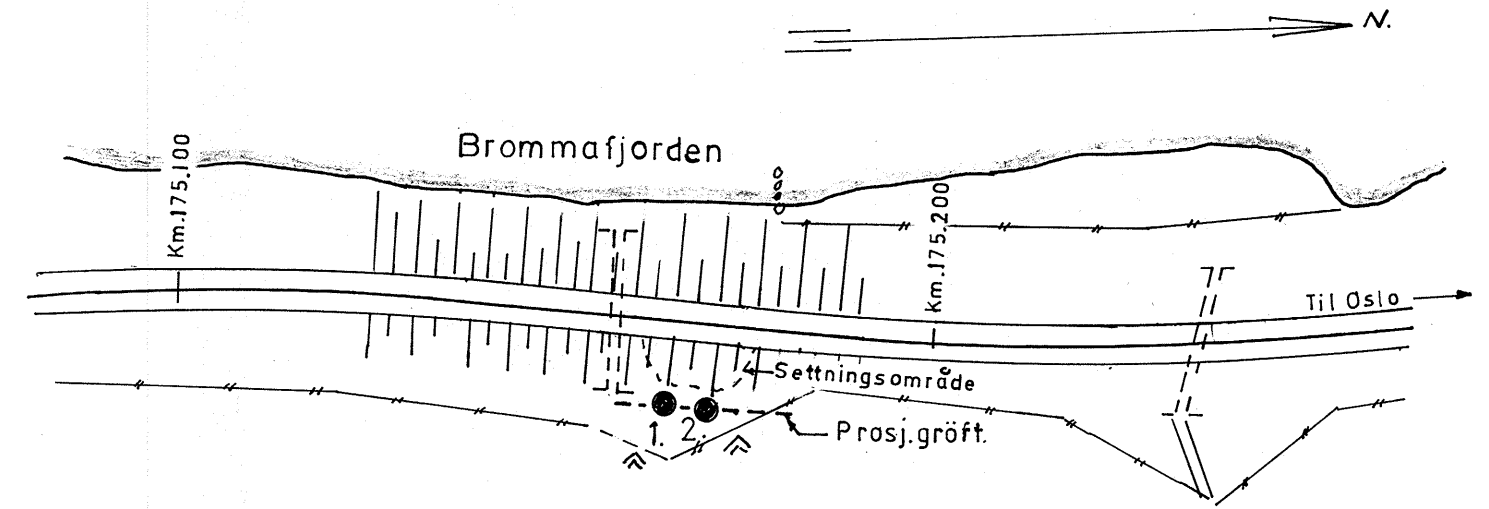 N.
Brommafjorden
Km.175.100
Km.175.200
Til Oslo
Settningsområde
1. 2.
Prosj.gröft.